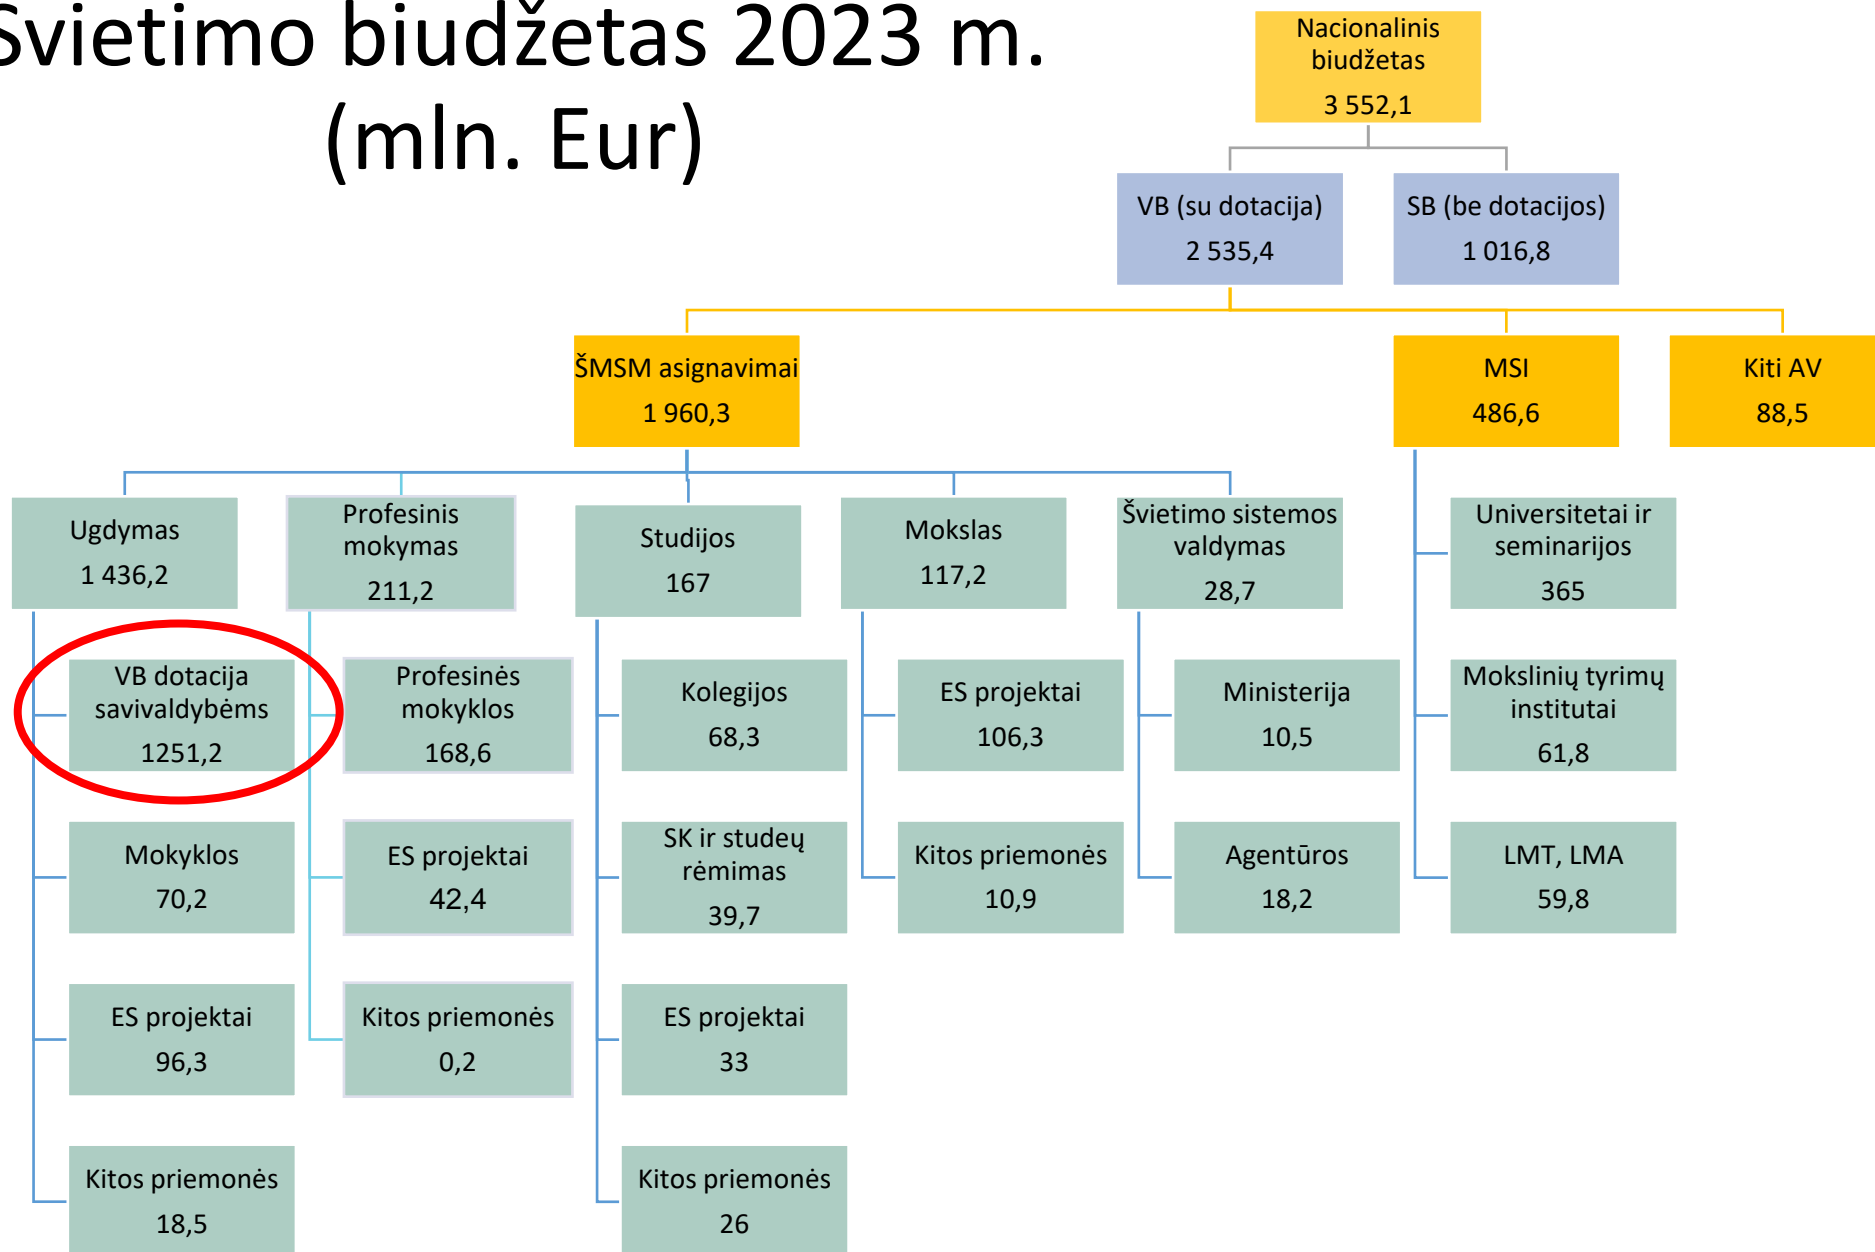 Švietimo biudžetas 2023 m.
(mln. Eur)
Nacionalinis
biudžetas
3 552,1
VB (su dotacija)
2 535,4
SB (be dotacijos)
1 016,8
ŠMSM asignavimai
1 960,3
MSI
486,6
Kiti AV
88,5
Ugdymas
1 436,2
Profesinis
mokymas
211,2
Studijos
167
Mokslas
117,2
Švietimo sistemos
valdymas
28,7
Universitetai ir
seminarijos
365
VB dotacija
savivaldybėms
1251,2
Profesinės
mokyklos
168,6
Kolegijos
68,3
ES projektai
106,3
Ministerija
10,5
Mokslinių tyrimų
institutai
61,8
Mokyklos
70,2
ES projektai
42,4
SK ir studeų
rėmimas
39,7
Kitos priemonės
10,9
Agentūros
18,2
LMT, LMA
59,8
ES projektai
96,3
Kitos priemonės
0,2
ES projektai
33
Kitos priemonės
18,5
Kitos priemonės
26